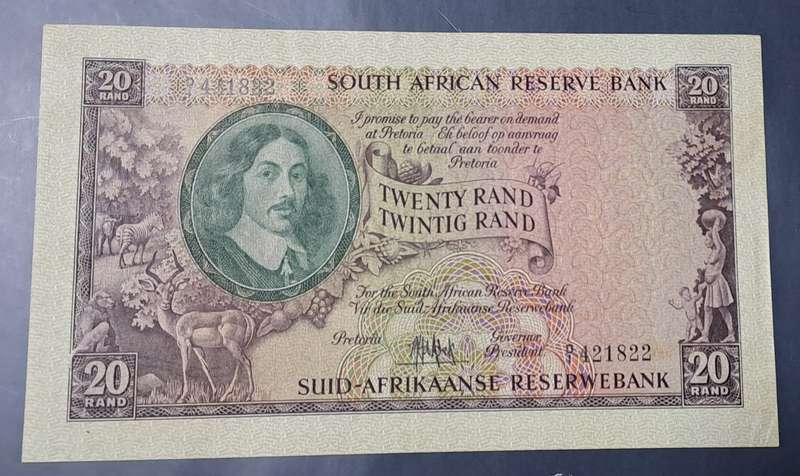 20 RAND
SOUTH AFRICAN RESERVE BANK
20 RAND
I promise to pay the bearer on demand
at Pretoria – Ek beloof op aanvraag
te betaal aan toonder te
Pretoria
TWENTY RAND
TWINTIG RAND
For the South African Reserve Bank
Vir die Suid-Afrikaanse Reserwebank
Pretoria
Governor
President
421822
20 RAND
SUID-AFRIKAANSE RESERWEBANK
20 RAND